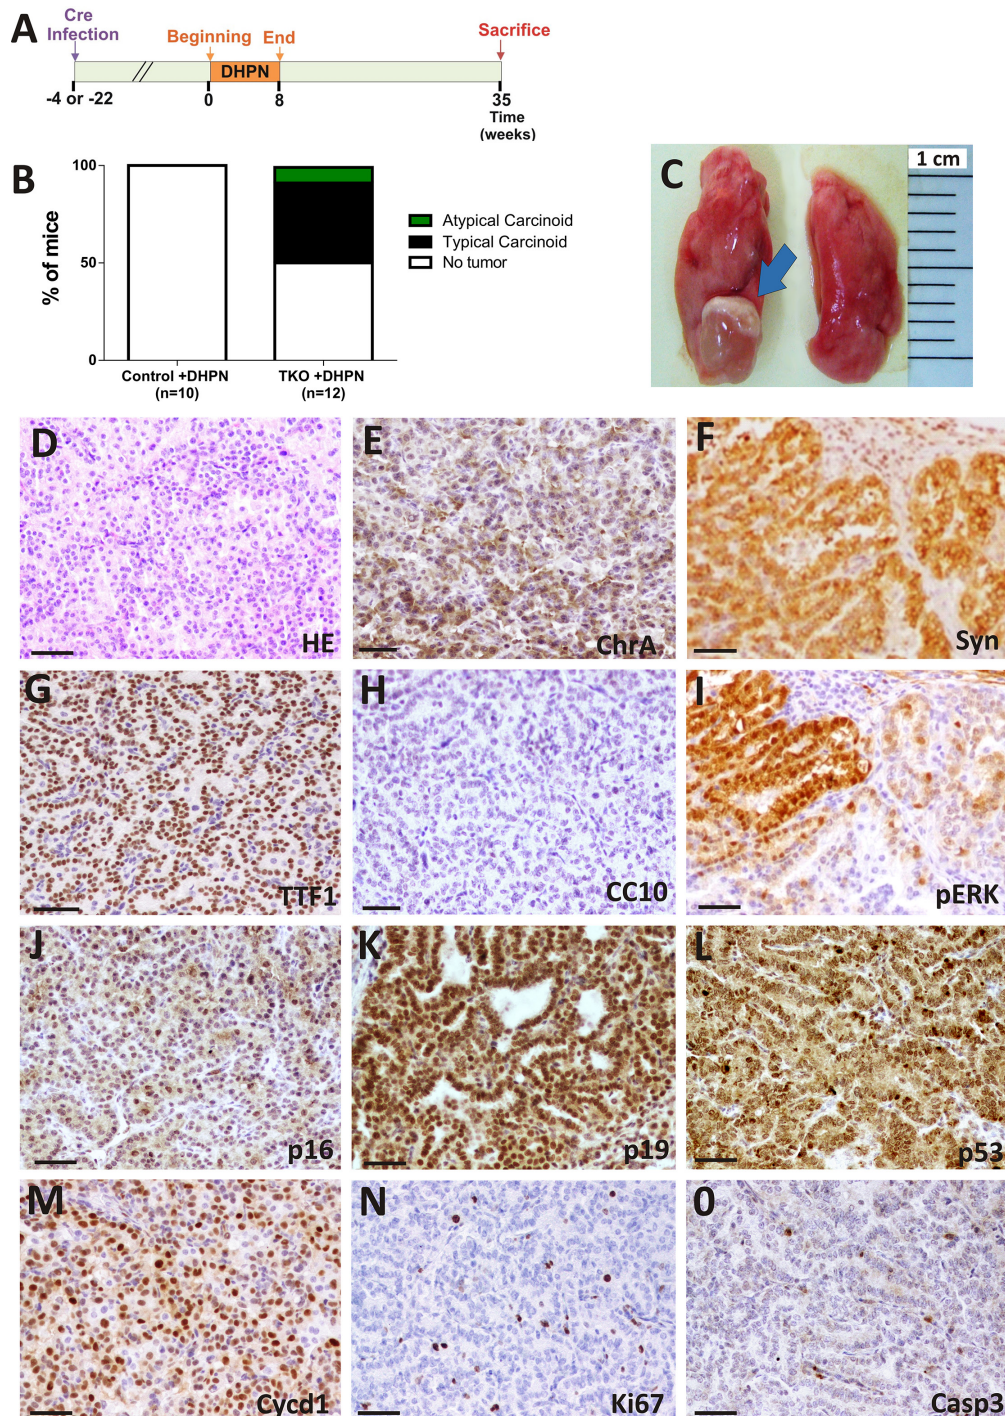 A
Cre
Infection
Beginning
End
Sacrifice
DHPN
-4 or -22
0
8
35
Time
(weeks)
B
% of mice
100
50
0
Control +DHPN
(n=10)
TKO +DHPN
(n=12)
Atypical Carcinoid
Typical Carcinoid
No tumor
C
1 cm
D
HE
E
ChrA
F
Syn
G
TTF1
H
CC10
I
pERK
J
p16
K
p19
L
p53
M
Cycd1
N
Ki67
O
Casp3